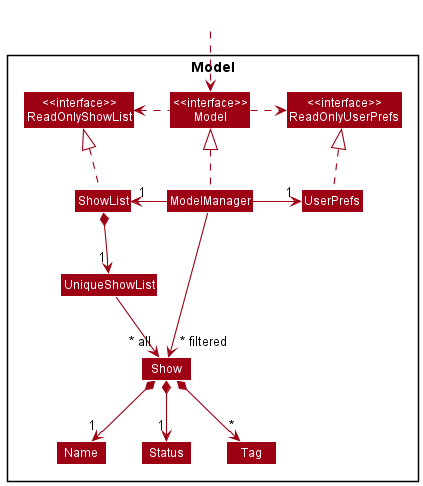 Model
<<interface>>
ReadOnlyShowList
<<interface>>
Model
<<interface>>
ReadOnlyUserPrefs
ShowList
1
ModelManager
1
UserPrefs
1
UniqueShowList
* all
* filtered
Show
1
1
*
Name
Status
Tag